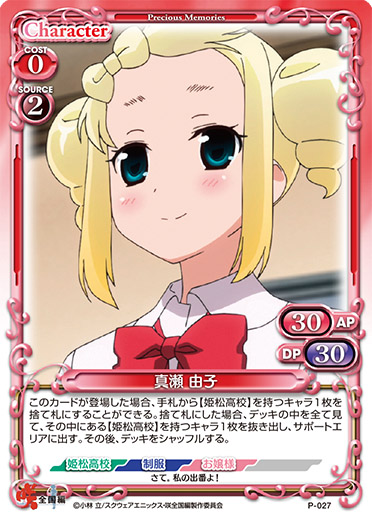 Precious Memories
Character
COST
0
SOURCE
2
30 AP
DP 30
真瀬 由子
このカードが登場した場合、手札から【姫松高校】を持つキャラ1枚を
捨て札にすることができる。捨て札にした場合、デッキの中を全て見
て、その中にある【姫松高校】を持つキャラ1枚を抜き出し、サポートエ
リアに出す。その後、デッキをシャッフルする。
姫松高校 制服 お嬢様
さて。私の出番よ!
咲 全国編
©小林 立/スクウェアエニックス・咲全国編製作委員会
P-027